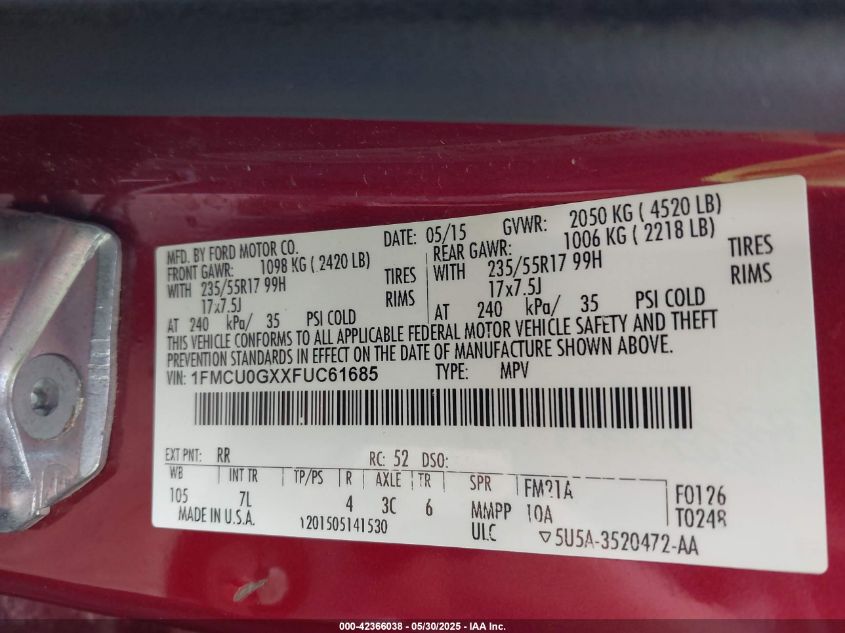 MFD. BY FORD MOTOR CO. DATE: 05/15 GVWR: 2050 KG ( 4520 LB)
FRONT GAWR: 1098 KG ( 2420 LB) REAR GAWR: 1006 KG ( 2218 LB)
WITH 235/55R17 99H TIRES WITH 235/55R17 99H TIRES
17x7.5J RIMS 17x7.5J RIMS
AT 240 kPa/ 35 PSI COLD AT 240 kPa/ 35 PSI COLD
THIS VEHICLE CONFORMS TO ALL APPLICABLE FEDERAL MOTOR VEHICLE SAFETY AND THEFT
PREVENTION STANDARDS IN EFFECT ON THE DATE OF MANUFACTURE SHOWN ABOVE.
VIN: 1FMCU0GXXFUC61685 TYPE: MPV
EXT PNT: RR RC: 52 DSO:
WB INT TR TP/PS R AXLE TR SPR FM21A F0126
105 7L 4 3C 6 MMPP 10A T0248
MADE IN U.S.A. 201505141530 ULC ▽5U5A-3520472-AA
000-42366038 - 05/30/2025 - IAA Inc.